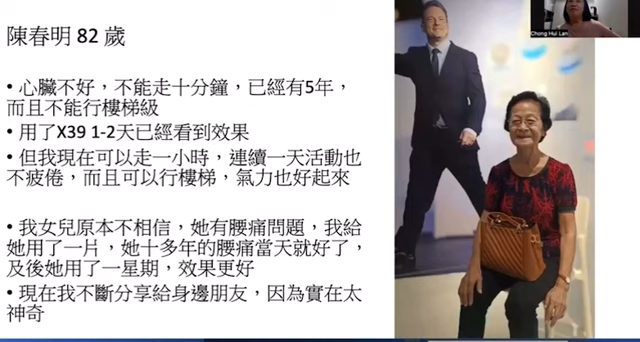 陳春明 82 歲
• 心臟不好，不能走十分鐘，已經有5年，
而且不能行樓梯級
• 用了X39 1-2天已經看到效果
• 但我現在可以走一小時，連續一天活動也
不疲倦，而且可以行樓梯，氣力也好起來
• 我女兒原本不相信，她有腰痛問題，我給
她用了一片，她十多年的腰痛當天就好了，
及後她用了一星期，效果更好
• 現在我不斷分享給身邊朋友，因為實在太
神奇
Chong Hui Lan